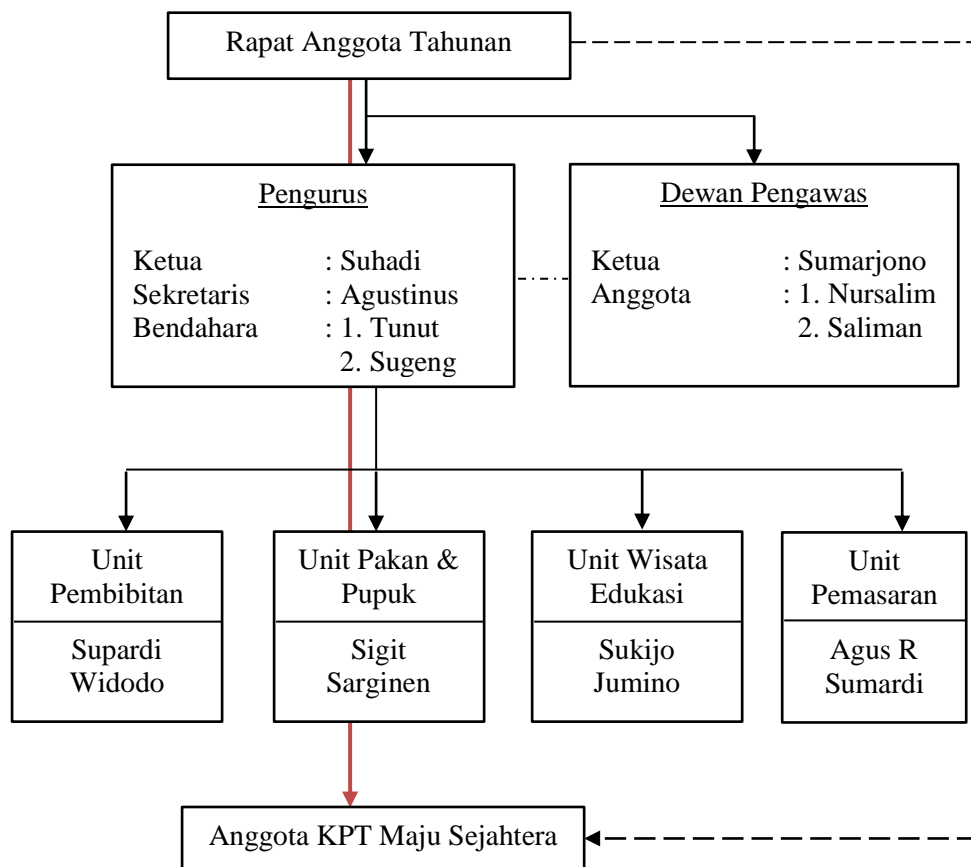 Rapat Anggota Tahunan
Pengurus
Ketua : Suhadi
Sekretaris : Agustinus
Bendahara : 1. Tunut
2. Sugeng
Dewan Pengawas
Ketua : Sumarjono
Anggota : 1. Nursalim
2. Saliman
Unit
Pembibitan
Supardi
Widodo
Unit Pakan &
Pupuk
Sigit
Sarginen
Unit Wisata
Edukasi
Sukijo
Jumino
Unit
Pemasaran
Agus R
Sumardi
Anggota KPT Maju Sejahtera